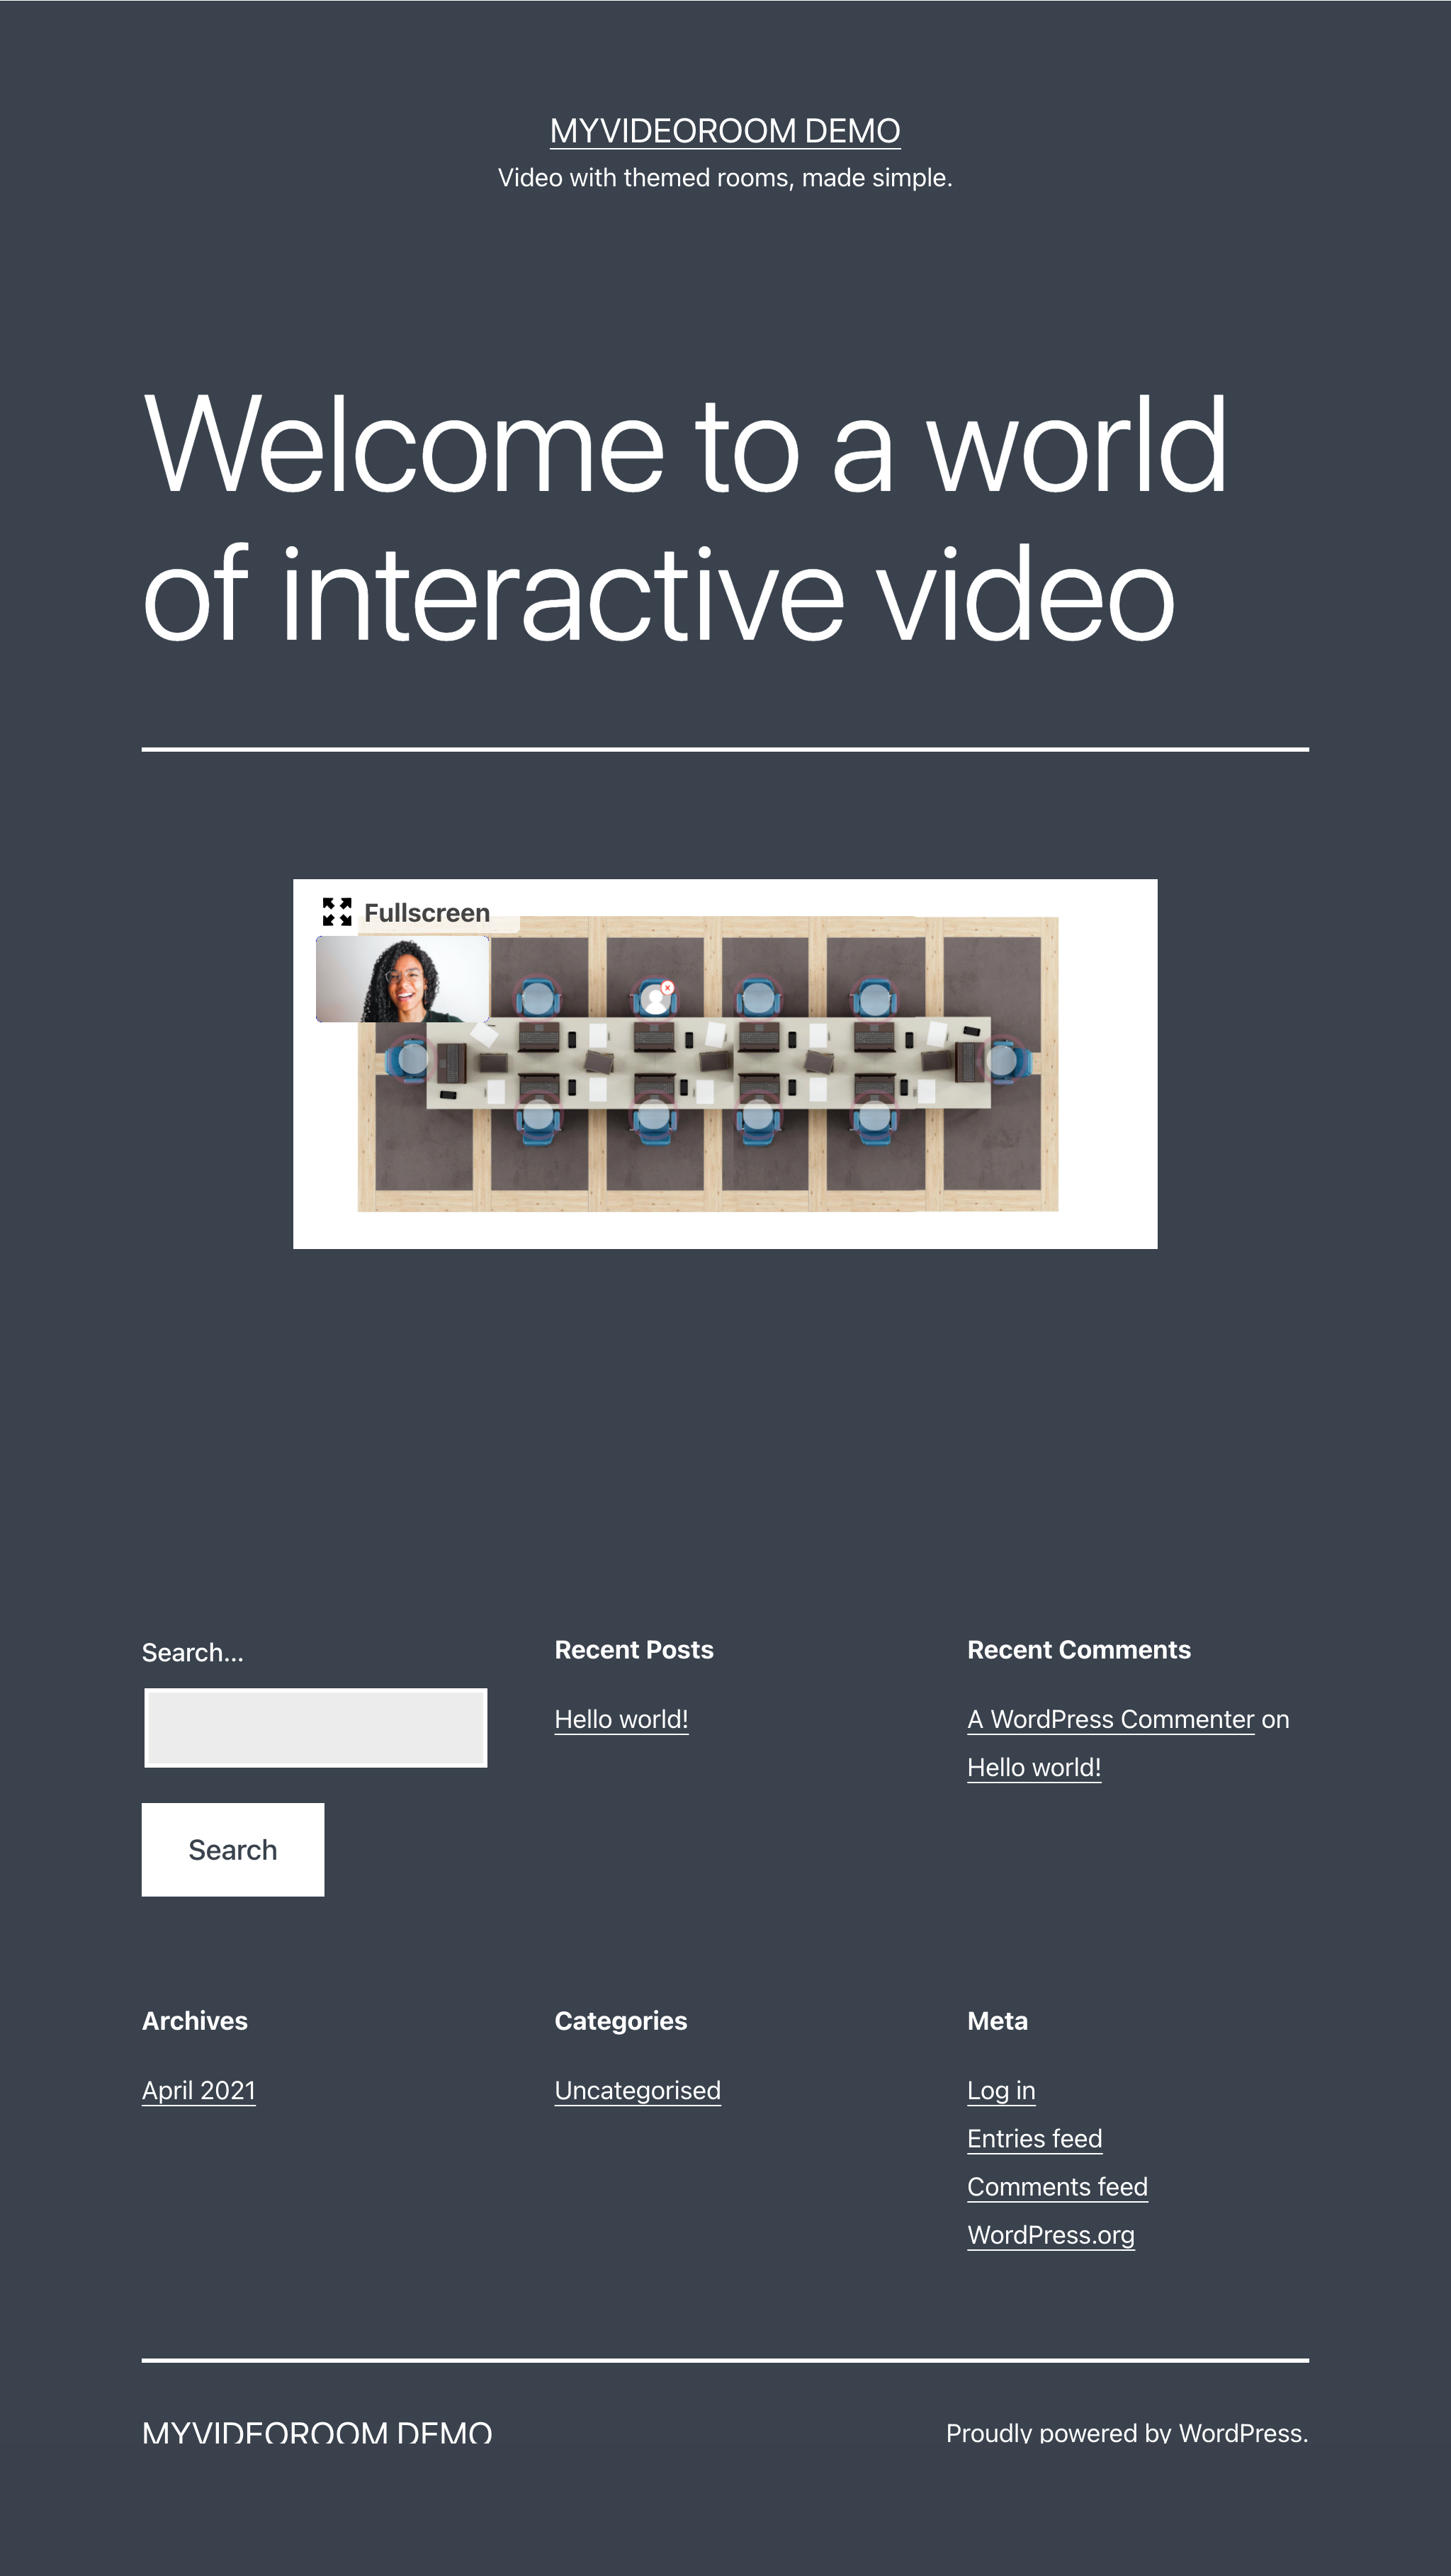 MYVIDEOROOM DEMO
Video with themed rooms, made simple.
Welcome to a world
of interactive video
Fullscreen
Search...
Search
Recent Posts
Hello world!
Recent Comments
A WordPress Commenter on
Hello world!
Archives
April 2021
Categories
Uncategorised
Meta
Log in
Entries feed
Comments feed
WordPress.org
MYVIDEOROOM DEMO
Proudly powered by WordPress.